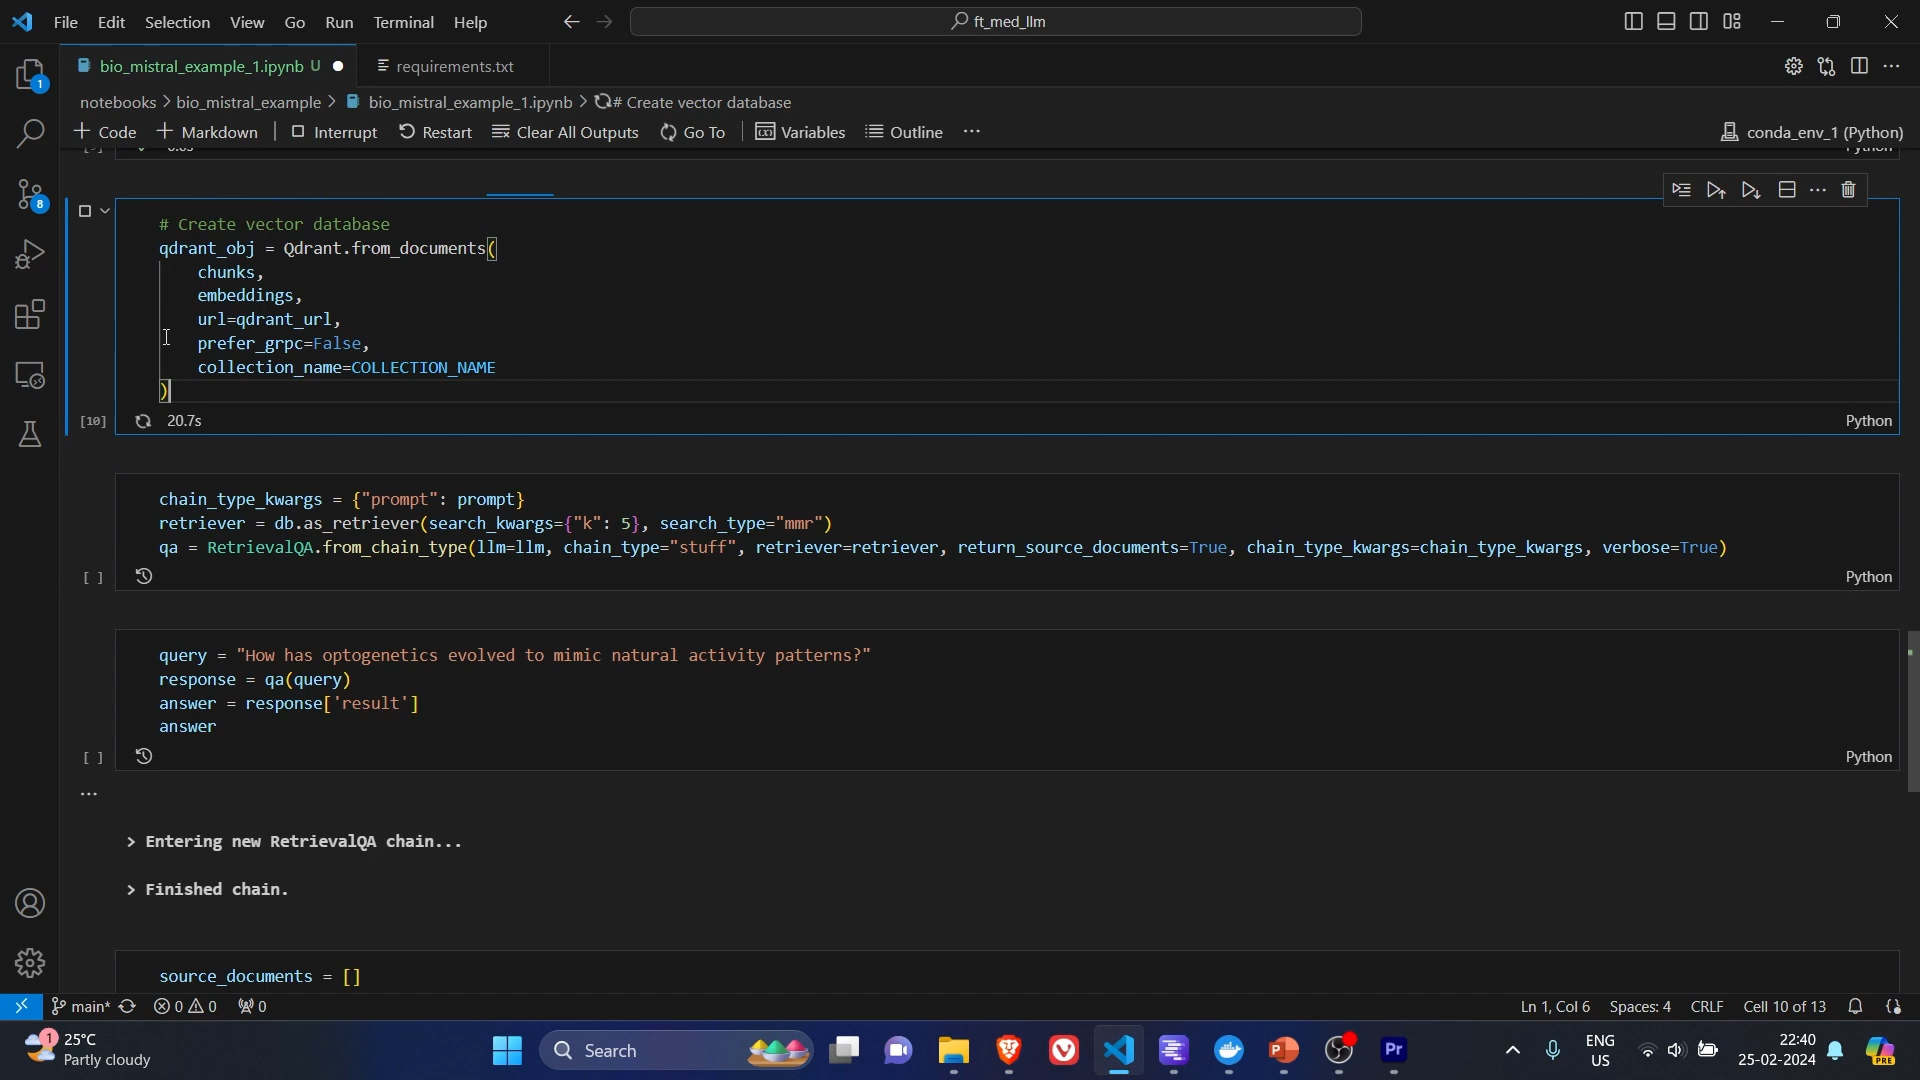 File Edit Selection View Go Run Terminal Help
ft_med_llm
bio_mistral_example_1.ipynb U
requirements.txt
1
notebooks > bio_mistral_example > bio_mistral_example_1.ipynb > # Create vector database
+ Code + Markdown Interrupt Restart Clear All Outputs Go To Variables Outline ...
conda_env_1 (Python)
8
# Create vector database
qdrant_obj = Qdrant.from_documents(
chunks,
embeddings,
url=qdrant_url,
prefer_grpc=False,
collection_name=COLLECTION_NAME
)
[10] 20.7s Python
chain_type_kwargs = {"prompt": prompt}
retriever = db.as_retriever(search_kwargs={"k": 5}, search_type="mmr")
qa = RetrievalQA.from_chain_type(llm=llm, chain_type="stuff", retriever=retriever, return_source_documents=True, chain_type_kwargs=chain_type_kwargs, verbose=True)
[ ] Python
query = "How has optogenetics evolved to mimic natural activity patterns?"
response = qa(query)
answer = response['result']
answer
[ ] Python
...
> Entering new RetrievalQA chain...
> Finished chain.
source_documents = []
main* 0 0 0
Ln 1, Col 6 Spaces: 4 CRLF Cell 10 of 13
1
25°C
Partly cloudy
Search
Pr
ENG
US
22:40
25-02-2024
PRE